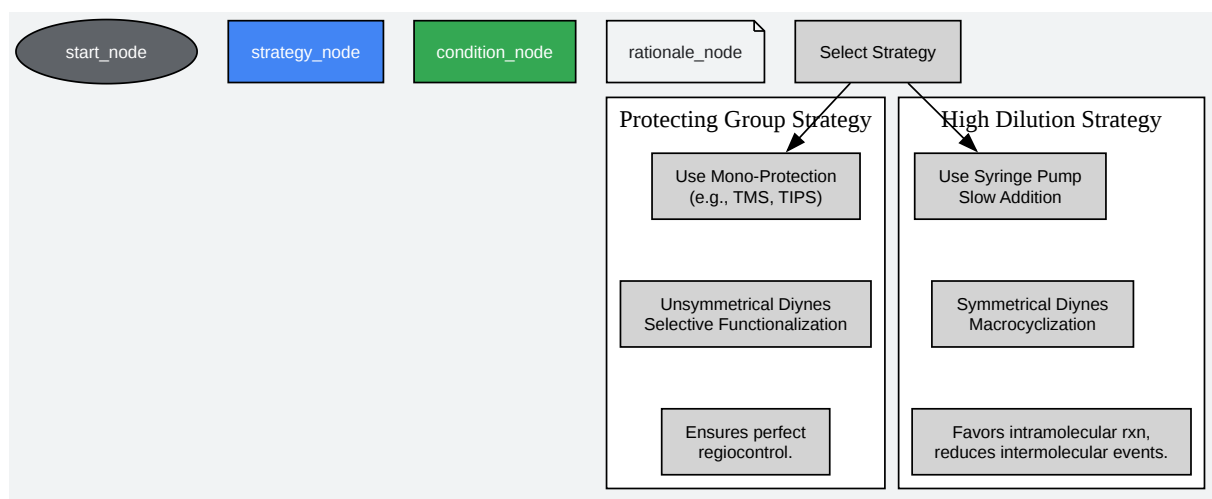 start_node
strategy_node
condition_node
rationale_node
Select Strategy
Protecting Group Strategy
Use Mono-Protection
(e.g., TMS, TIPS)
Unsymmetrical Diynes
Selective Functionalization
Ensures perfect
regiocontrol.
High Dilution Strategy
Use Syringe Pump
Slow Addition
Symmetrical Diynes
Macrocyclization
Favors intramolecular rxn,
reduces intermolecular events.